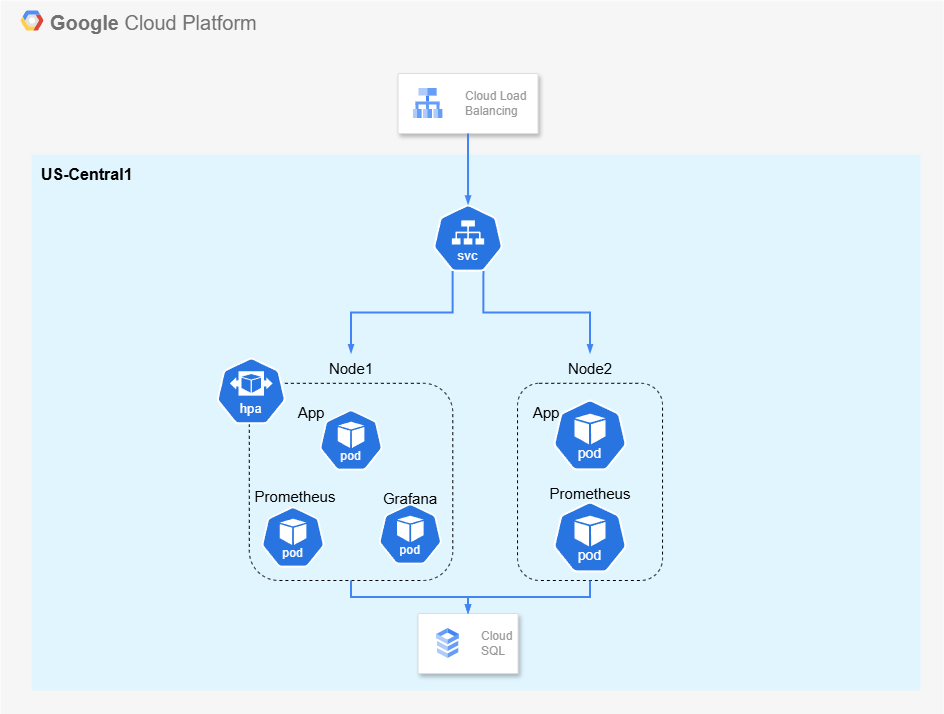 Google Cloud Platform
Cloud Load
Balancing
US-Central1
svc
Node1
Node2
hpa
App
pod
App
pod
Prometheus
pod
Grafana
pod
Prometheus
pod
Cloud
SQL